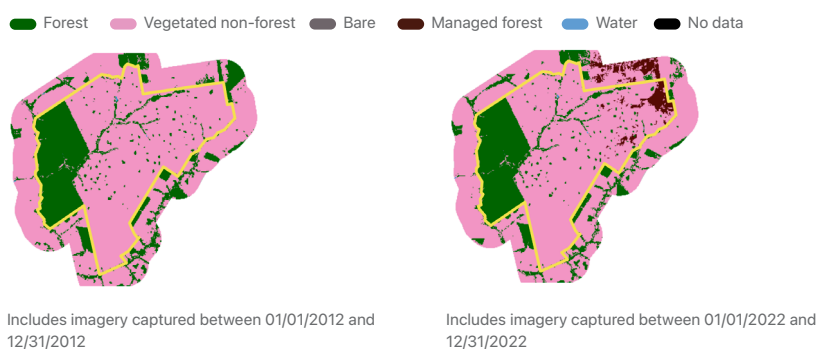 Forest Vegetated non-forest Bare Managed forest Water No data
Includes imagery captured between 01/01/2012 and
12/31/2012
Includes imagery captured between 01/01/2022 and
12/31/2022